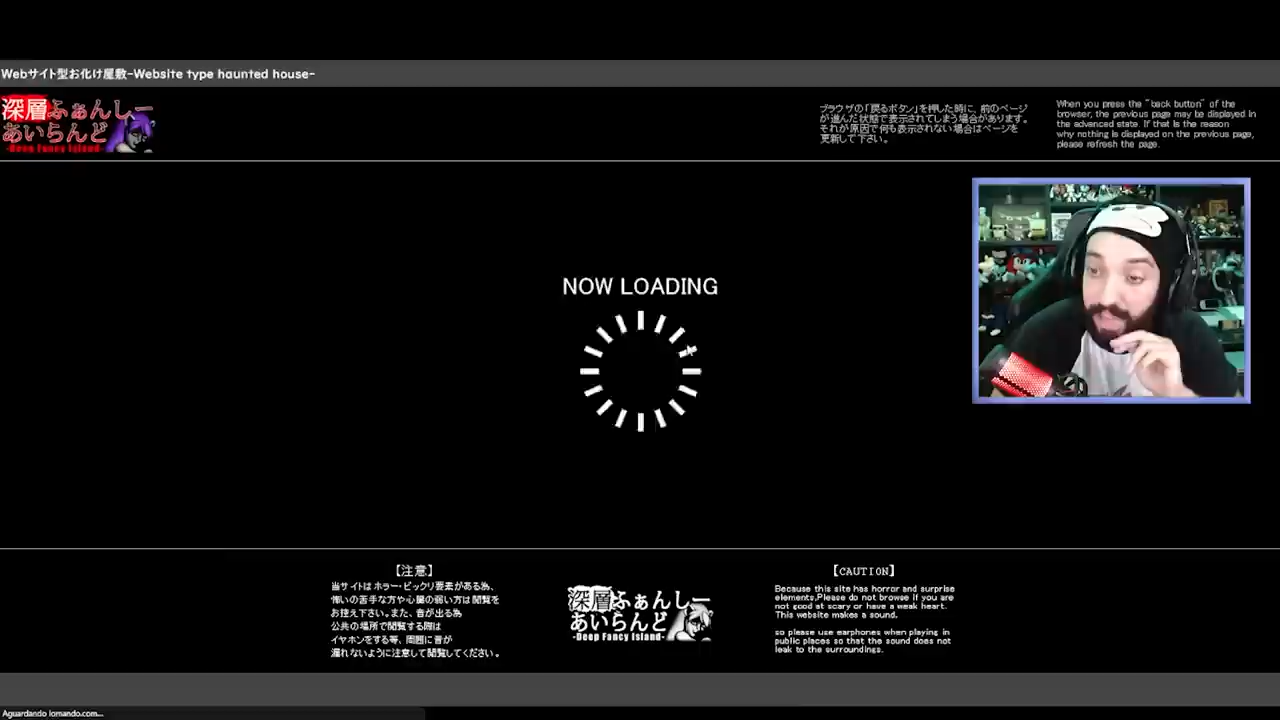 Webサイト型お化け屋敷-Website type haunted house-
深層ふぁんしー
あいらんど
-Deep Fancy Island-
ブラウザの「戻るボタン」を押した時に、前のページ
が進んだ状態で表示されてしまう場合があります。
それが原因で何も表示されない場合はページを
更新して下さい。
When you press the "back button" of the
browser, the previous page may be displayed in
the advanced state. If that is the reason
why nothing is displayed on the previous page,
please refresh the page.
NOW LOADING
【注意】
当サイトはホラー・ビックリ要素がある為、
怖いの苦手な方や心臓の弱い方は閲覧を
お控え下さい。また、音が出る為
公共の場所で閲覧する際は
イヤホンをする等、周囲に音が
漏れないように注意して閲覧してください。
深層ふぁんしー
あいらんど
-Deep Fancy Island-
【CAUTION】
Because this site has horror and surprise
elements,Please do not browse if you are
not good at scary or have a weak heart.
This website makes a sound.
so please use earphones when playing in
public places so that the sound does not
leak to the surroundings.
Aguardando lomando.com...